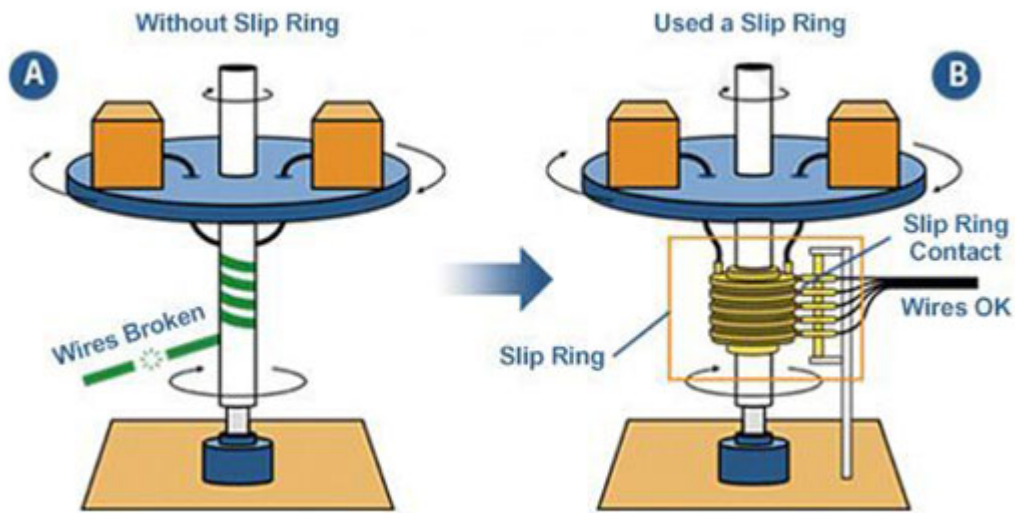 Without Slip Ring
Used a Slip Ring
A
B
Slip Ring
Contact
Wires Broken
Wires OK
Slip Ring